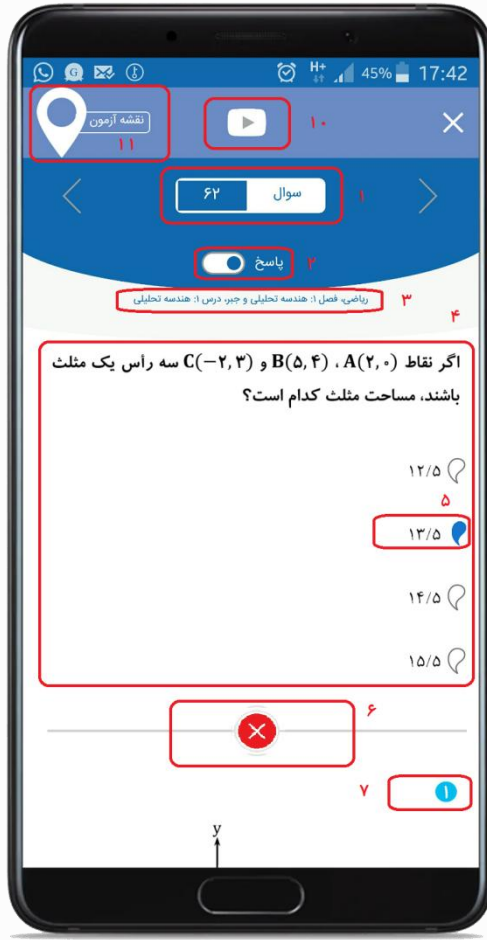 H+ 45% 17:42
نقشه آزمون
۱۱
۱۰
سوال ۶۲
۱
پاسخ
۲
ریاضی، فصل ۱: هندسه تحلیلی و جبر، درس ۱: هندسه تحلیلی
۳
۴
اگر نقاط A(۲,۰) ، B(۵,۴) و C(−۲,۳) سه رأس یک مثلث
باشند، مساحت مثلث کدام است؟
۱۲/۵
۵
۱۳/۵
۱۴/۵
۱۵/۵
۶
۷
۱
y